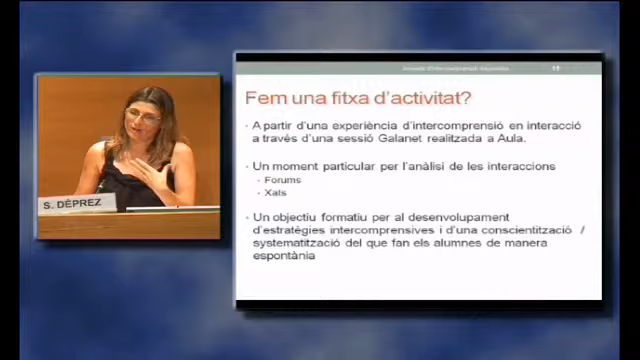 Fem una fitxa d'activitat?
- A partir d'una experiència d'intercomprensió en interacció
a través d'una sessió Galanet realitzada a Aula.
- Un moment particular per l'anàlisi de les interaccions
- Forums
- Xats
- Un objectiu formatiu per al desenvolupament
d'estratègies intercomprensives i d'una conscientització /
systematització del que fan els alumnes de manera
espontània
S. DÉPREZ